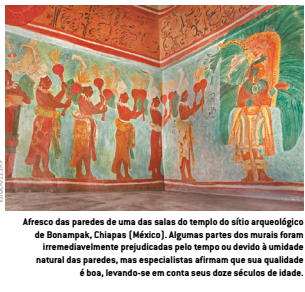 Afresco das paredes de uma das salas do templo do sítio arqueológico
de Bonampak, Chiapas (México). Algumas partes dos murais foram
irremediavelmente prejudicadas pelo tempo ou devido à umidade
natural das paredes, mas especialistas afirmam que sua qualidade
é boa, levando-se em conta seus doze séculos de idade.